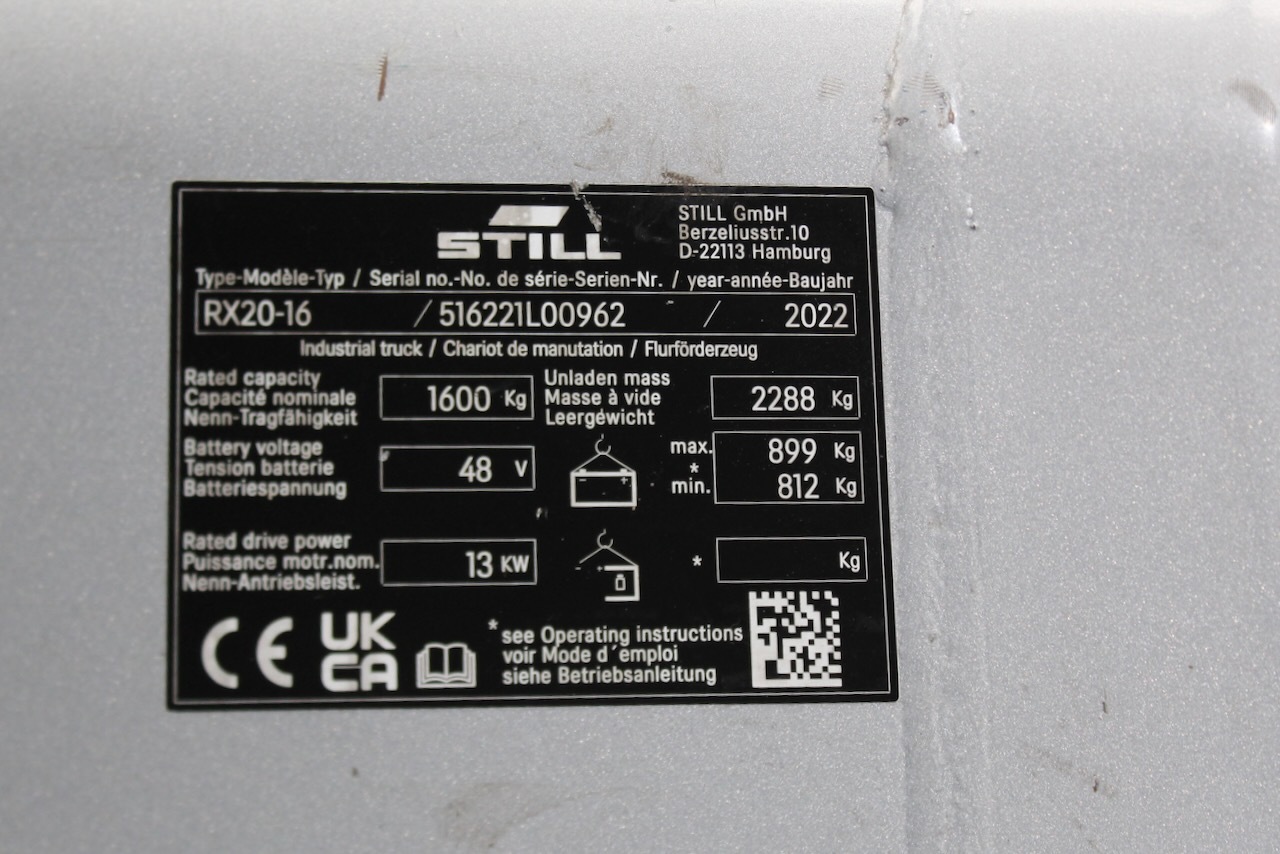 STILL
STILL GmbH
Berzeliusstr.10
D-22113 Hamburg
Type-Modèle-Typ / Serial no.-No. de série-Serien-Nr. / year-année-Baujahr
RX20-16 / 516221L00962 / 2022
Industrial truck / Chariot de manutation / Flurförderzeug
Rated capacity
Capacité nominale
Nenn-Tragfähigkeit
1600 Kg
Unladen mass
Masse à vide
Leergewicht
2288 Kg
Battery voltage
Tension batterie
Batteriespannung
48 V
- +
max. 899 Kg
*
min. 812 Kg
Rated drive power
Puissance motr.nom.
Nenn-Antriebsleist.
13 KW
- +
* Kg
CE
UK
CA
*see Operating instructions
voir Mode d´emploi
siehe Betriebsanleitung